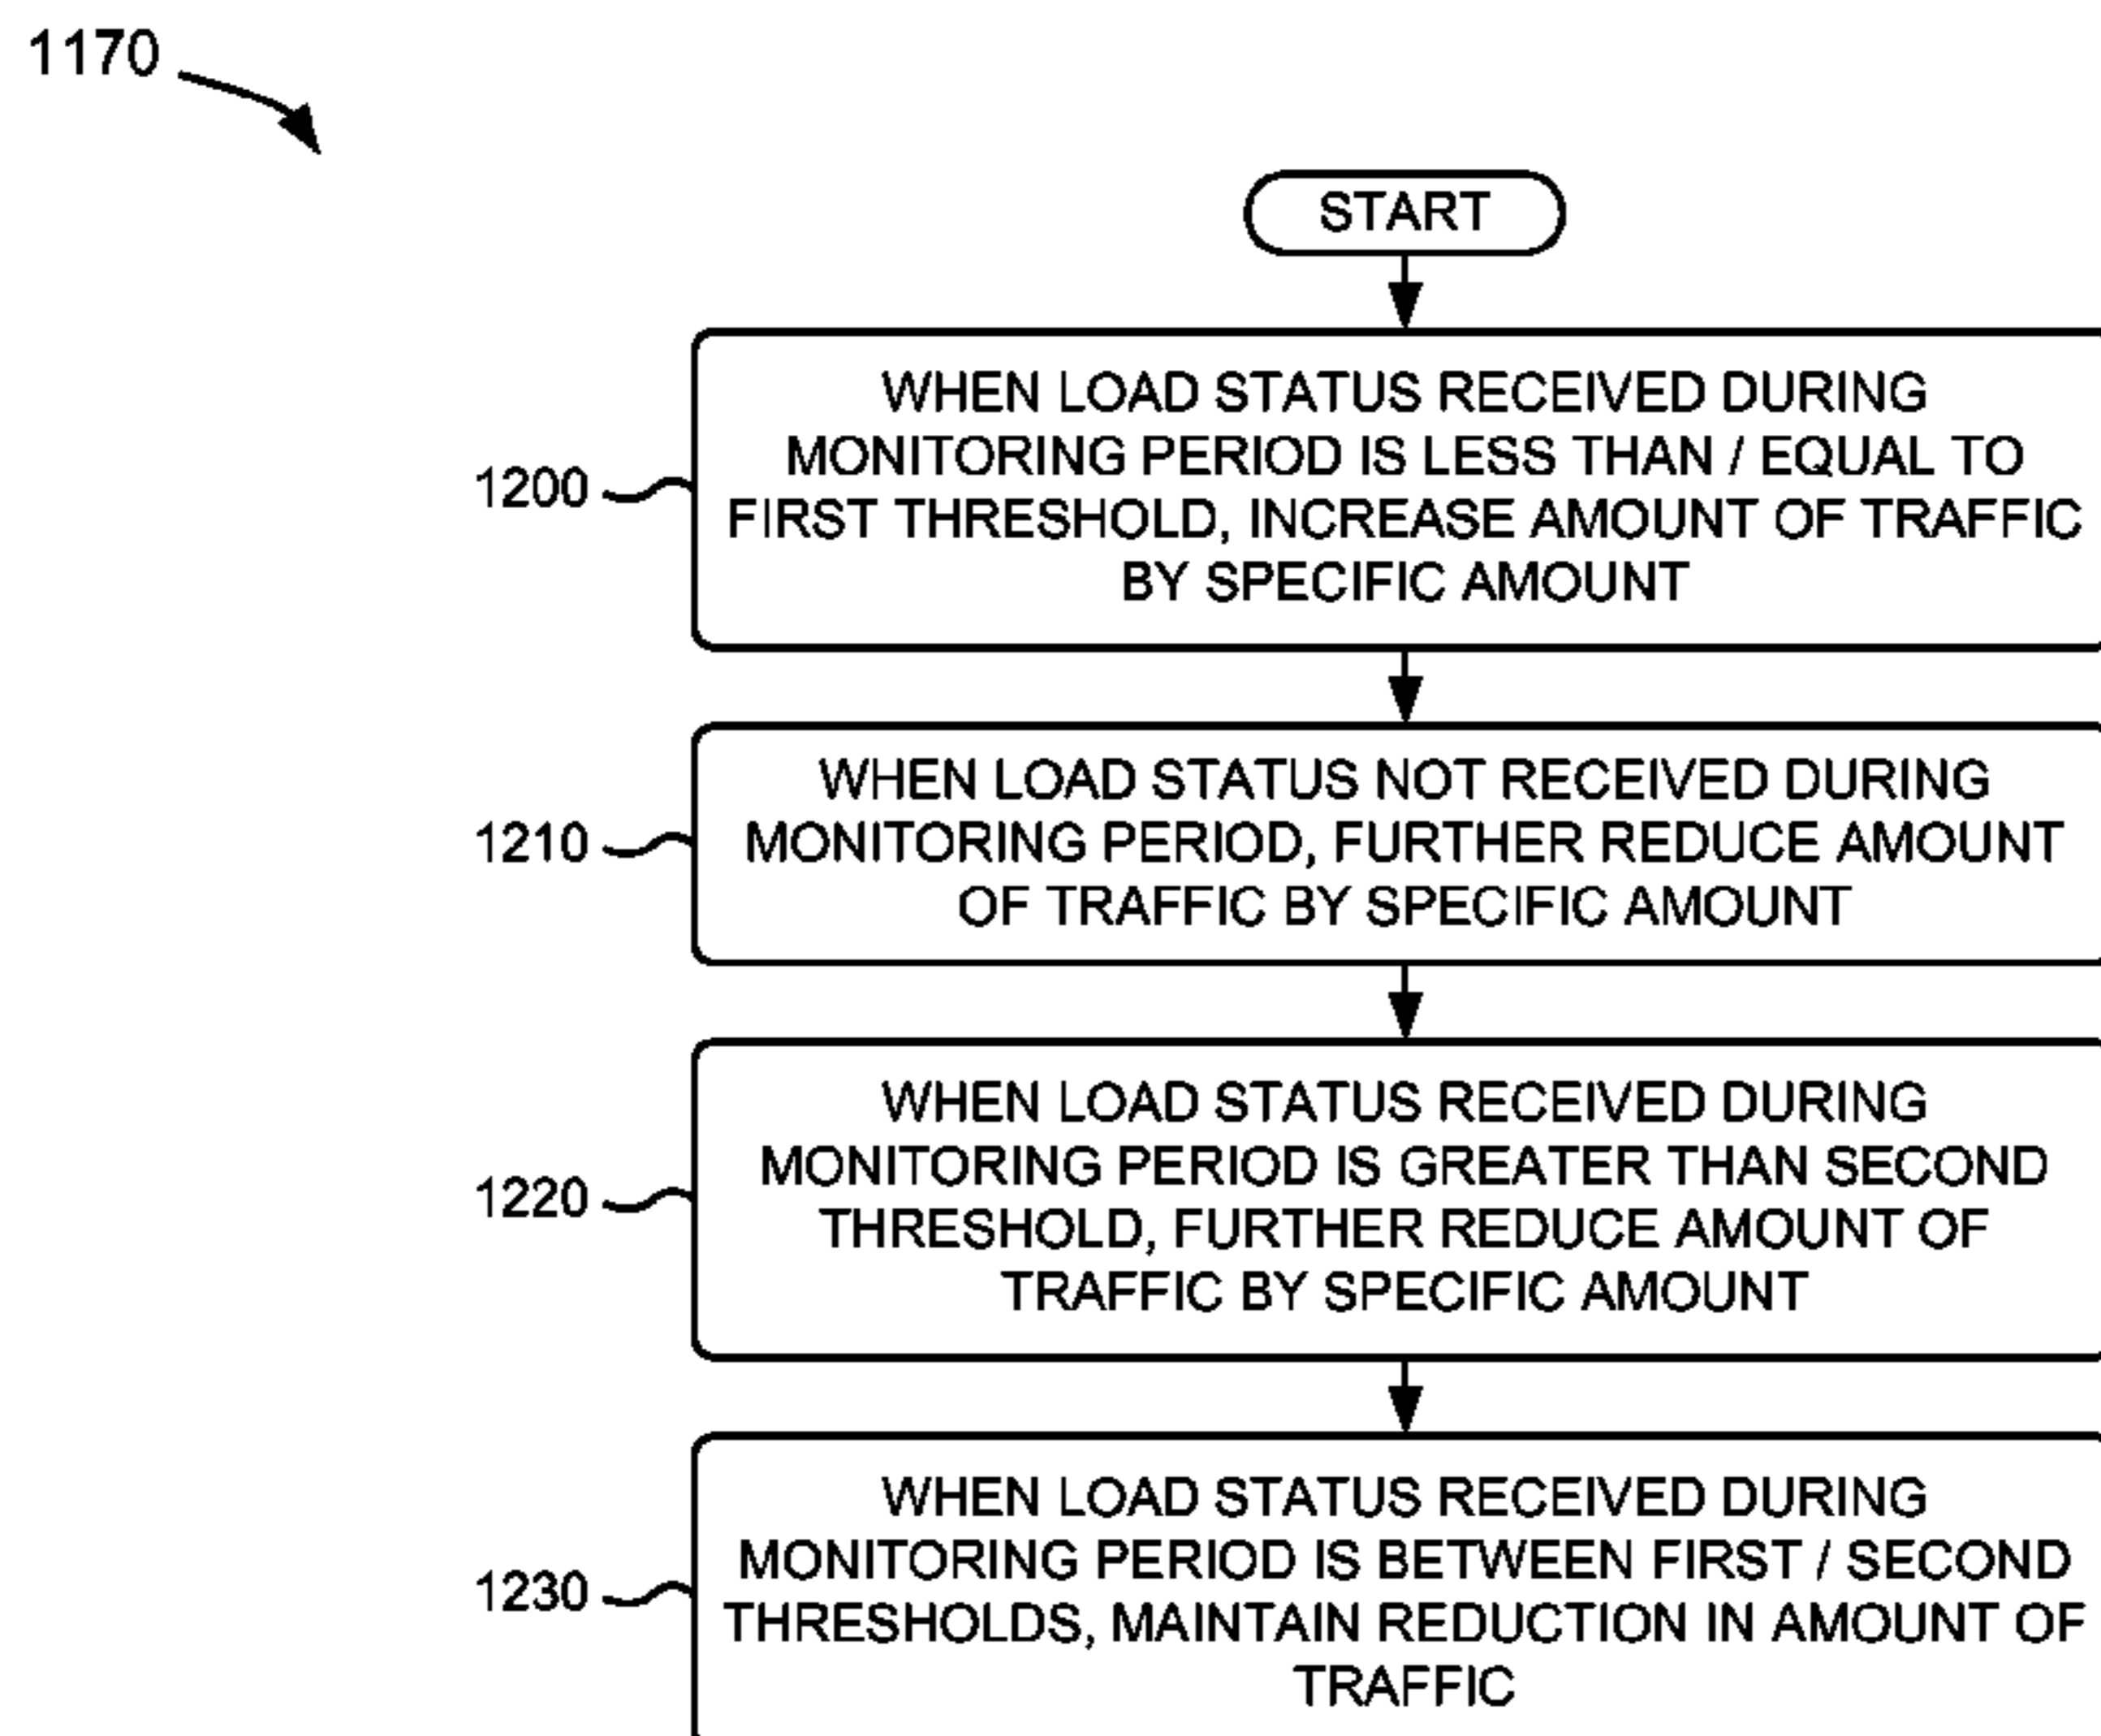 1170
START
WHEN LOAD STATUS RECEIVED DURING
MONITORING PERIOD IS LESS THAN / EQUAL TO
FIRST THRESHOLD, INCREASE AMOUNT OF TRAFFIC
BY SPECIFIC AMOUNT
1200
WHEN LOAD STATUS NOT RECEIVED DURING
MONITORING PERIOD, FURTHER REDUCE AMOUNT
OF TRAFFIC BY SPECIFIC AMOUNT
1210
WHEN LOAD STATUS RECEIVED DURING
MONITORING PERIOD IS GREATER THAN SECOND
THRESHOLD, FURTHER REDUCE AMOUNT OF
TRAFFIC BY SPECIFIC AMOUNT
1220
WHEN LOAD STATUS RECEIVED DURING
MONITORING PERIOD IS BETWEEN FIRST / SECOND
THRESHOLDS, MAINTAIN REDUCTION IN AMOUNT OF
TRAFFIC
1230